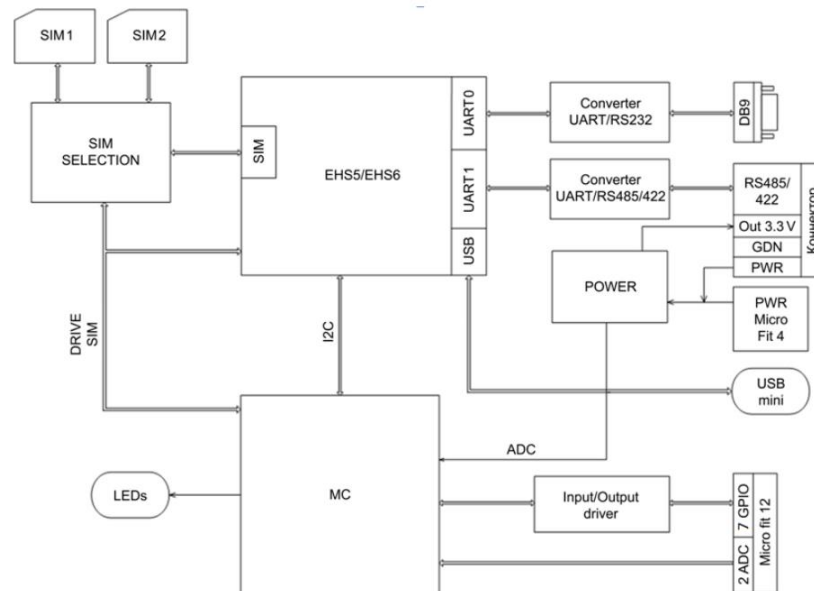 SIM1
SIM2
SIM
SELECTION
SIM
EHS5/EHS6
UART0
UART1
USB
Converter
UART/RS232
DB9
Converter
UART/RS485/422
RS485/
422
Out 3.3 V
GDN
PWR
Коннектор
POWER
PWR
Micro
Fit 4
DRIVE
SIM
I2C
USB
mini
ADC
LEDs
MC
Input/Output
driver
7 GPIO
2 ADC
Micro fit 12